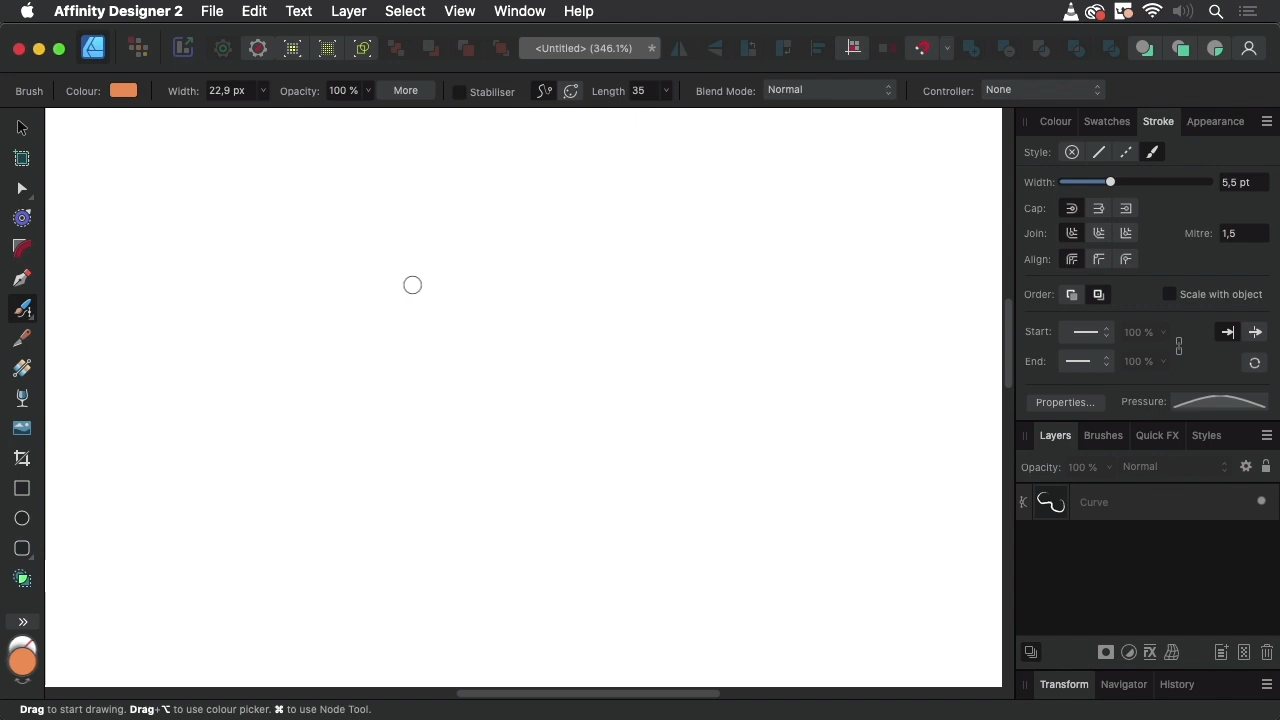 Affinity Designer 2 File Edit Text Layer Select View Window Help
<Untitled> (346.1%) *
Brush Colour: Width: 22,9 px Opacity: 100 % More Stabiliser Length 35 Blend Mode: Normal Controller: None
Colour Swatches Stroke Appearance
Style:
Width: 5,5 pt
Cap:
Join: Mitre: 1,5
Align:
Order: Scale with object
Start: 100 %
End: 100 %
Properties... Pressure:
Layers Brushes Quick FX Styles
Opacity: 100 % Normal
Curve
FX
Transform Navigator History
Drag to start drawing. Drag+⌥ to use colour picker. ⌘ to use Node Tool.